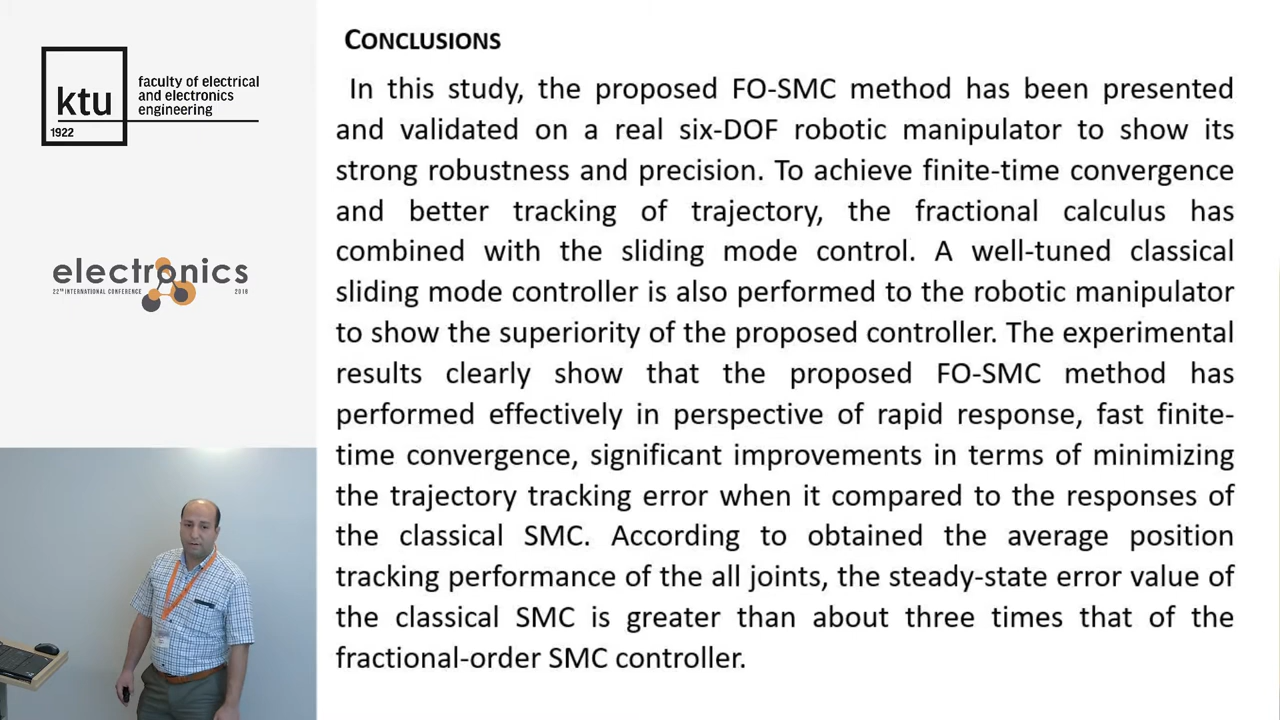 ktu
1922
faculty of electrical
and electronics
engineering
electronics
22TH INTERNATIONAL CONFERENCE 2018
CONCLUSIONS
In this study, the proposed FO-SMC method has been presented
and validated on a real six-DOF robotic manipulator to show its
strong robustness and precision. To achieve finite-time convergence
and better tracking of trajectory, the fractional calculus has
combined with the sliding mode control. A well-tuned classical
sliding mode controller is also performed to the robotic manipulator
to show the superiority of the proposed controller. The experimental
results clearly show that the proposed FO-SMC method has
performed effectively in perspective of rapid response, fast finite-
time convergence, significant improvements in terms of minimizing
the trajectory tracking error when it compared to the responses of
the classical SMC. According to obtained the average position
tracking performance of the all joints, the steady-state error value of
the classical SMC is greater than about three times that of the
fractional-order SMC controller.